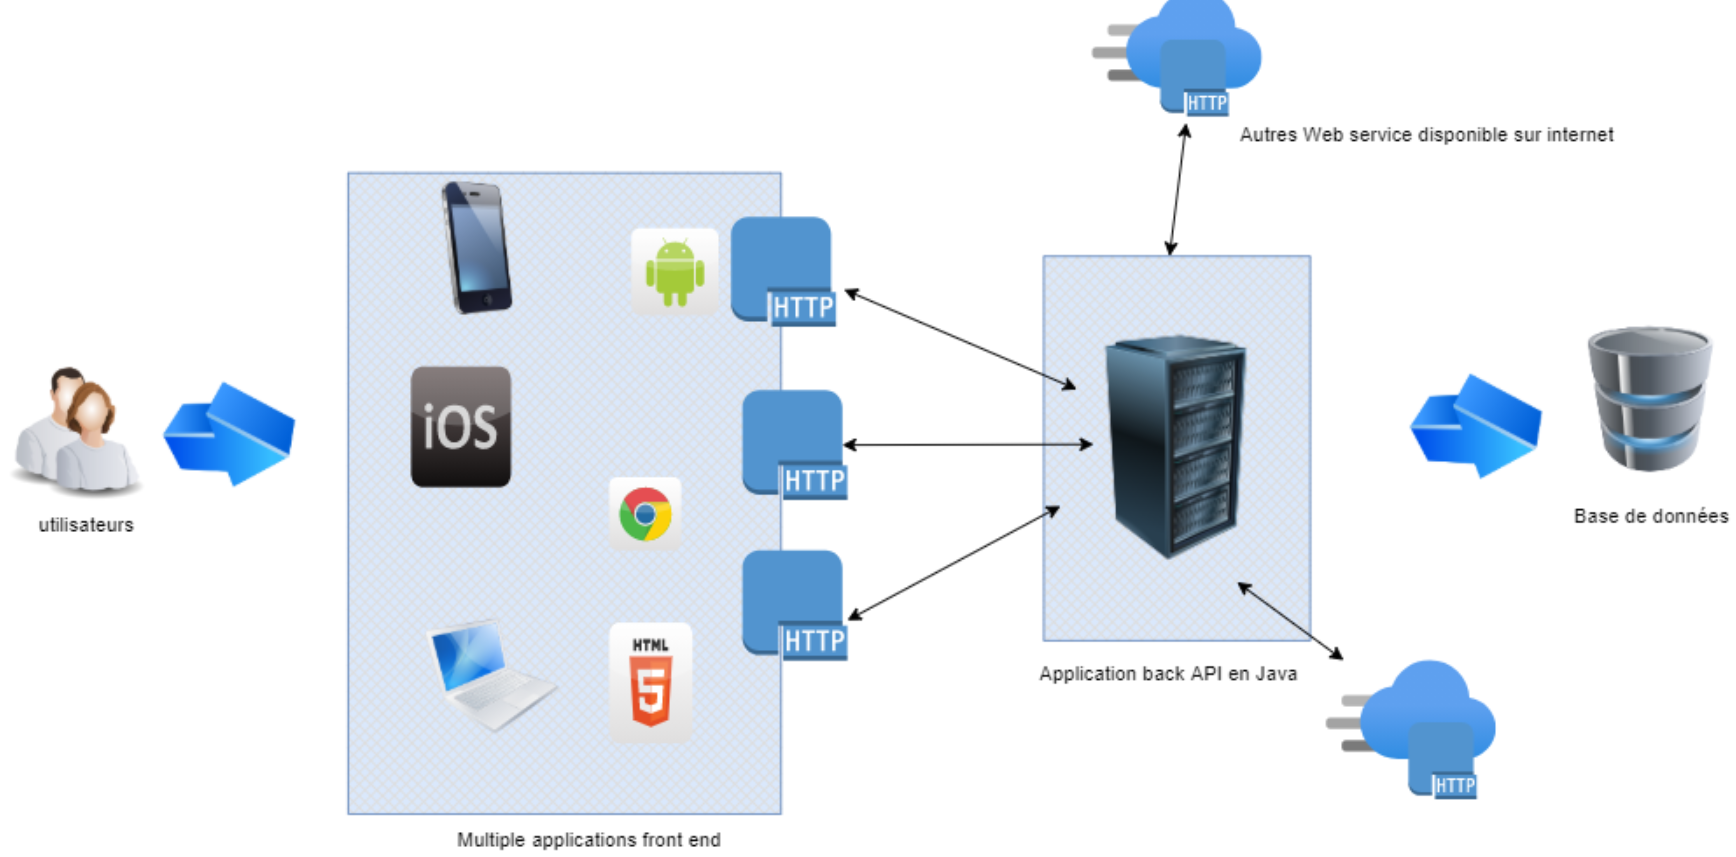 HTTP
Autres Web service disponible sur internet
HTTP
iOS
HTTP
utilisateurs
Base de données
HTML
5
HTTP
Application back API en Java
HTTP
Multiple applications front end